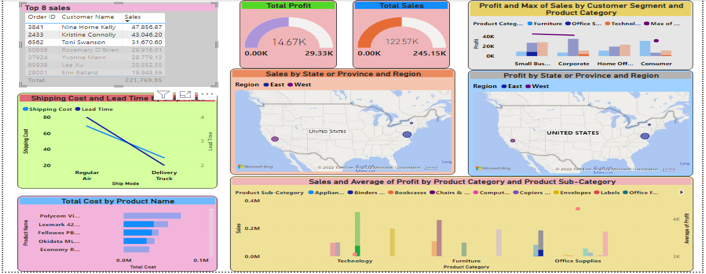 Top 8 sales
Order ID Customer Name Sales
3841 Nina Horne Kelly 47,856.87
2433 Kristine Connolly 43,046.20
6562 Toni Swanson 31,670.60
Total
Shipping Cost and Lead Time
Shipping Cost Lead Time
80
60
40
20
4
3
2
Shipping Cost
Lead Time
Regular Air
Delivery Truck
Ship Mode
Total Cost by Product Name
Product Name
Polycom Vi...
Lexmark 42...
Fellowes PB...
Okidata ML...
Economy R...
0.0M 0.1M
Total Cost
Total Profit
14.67K
0.00K 29.33K
Total Sales
122.57K
0.00K 245.15K
Sales by State or Province and Region
Region East West
UNITED STATES
Profit and Max of Sales by Customer Segment and
Product Category
Product Categ... Furniture Office S... Technol... Max of ...
Profit
40K
20K
0K
Small Bus... Corporate Home Off... Consumer
Profit by State or Province and Region
Region East West
UNITED STATES
Sales and Average of Profit by Product Category and Product Sub-Category
Product Sub-Category Applian... Binders ... Bookcases Chairs & ... Comput... Copiers ... Envelopes Labels Office F...
Sales
0.4M
0.2M
0.0M
4K
Average of Profit
Technology Furniture Office Supplies
Product Category